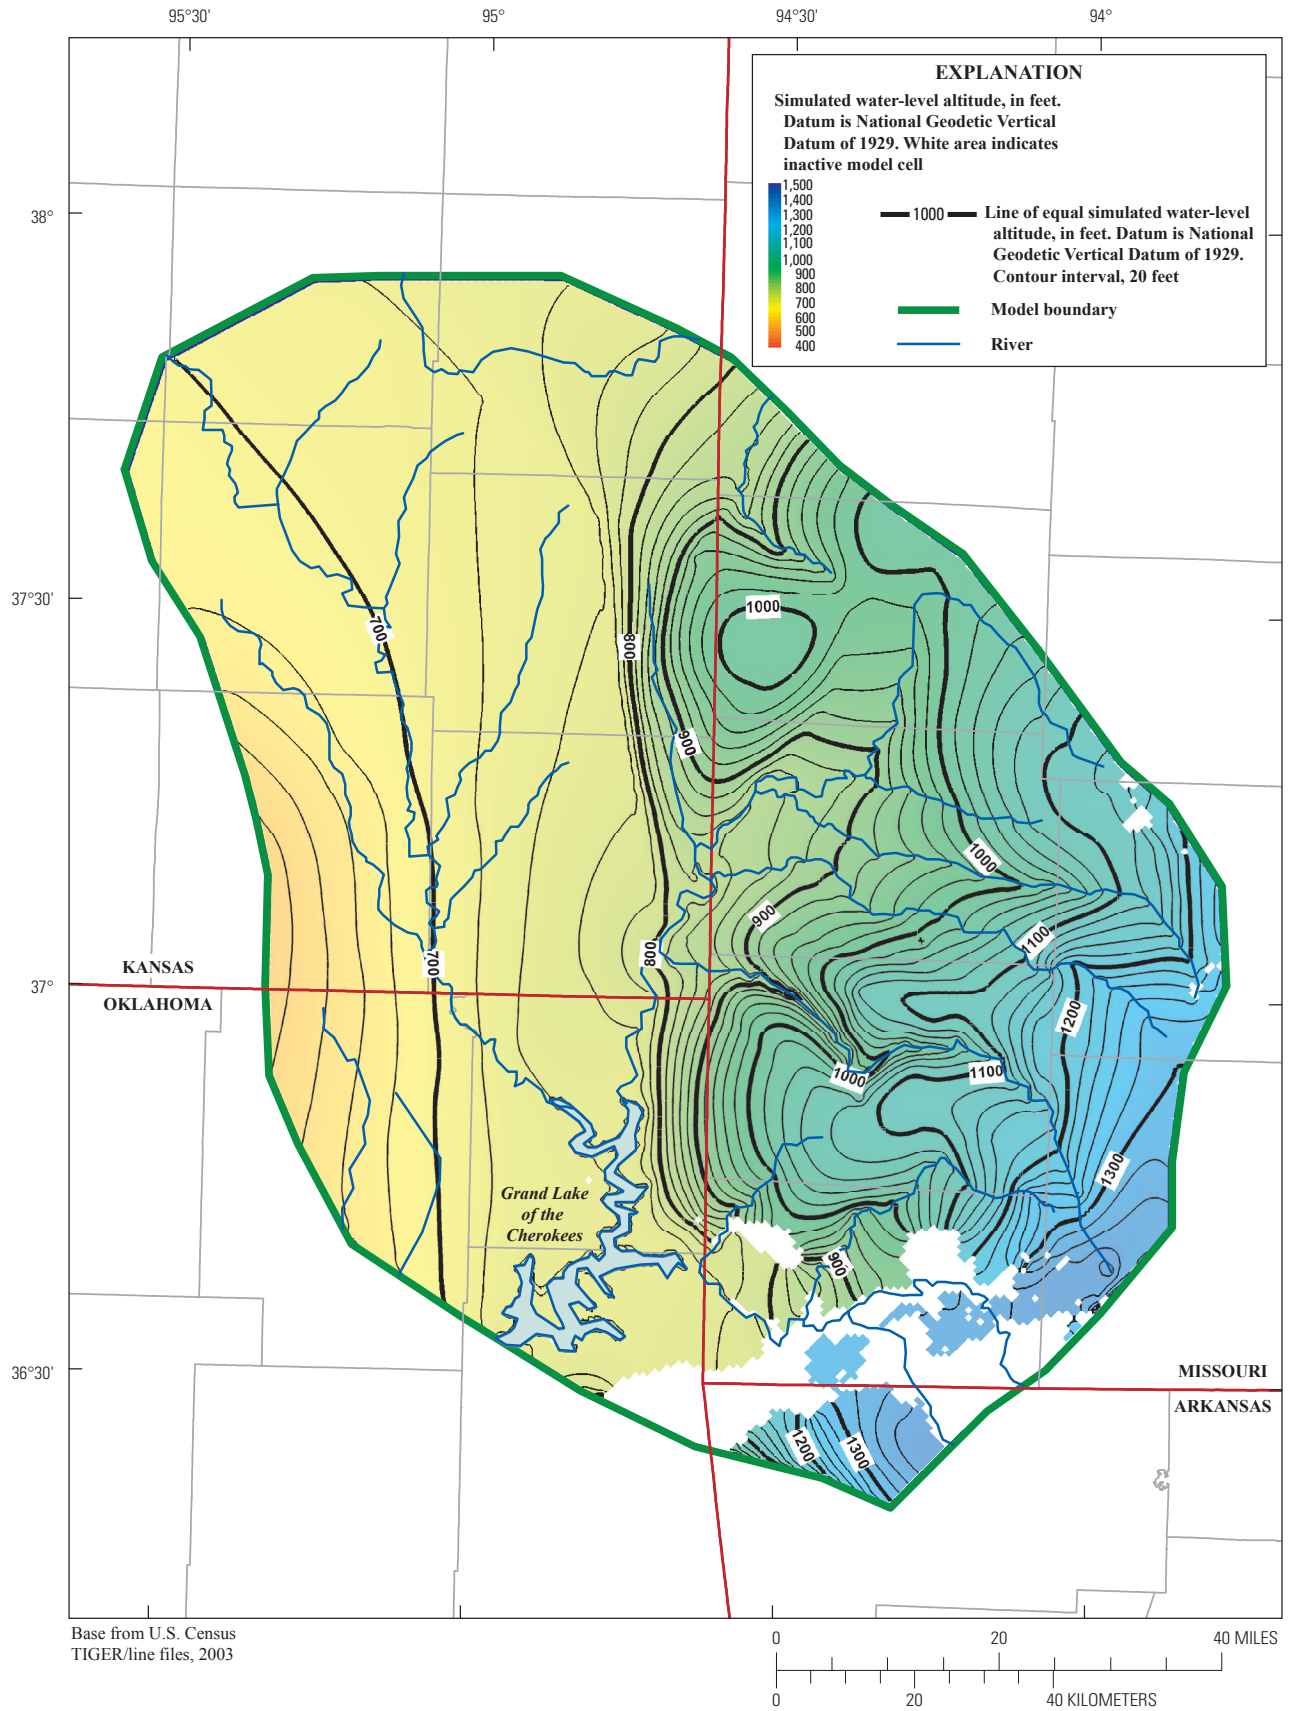 95°30'
95°
94°30'
94°
EXPLANATION
Simulated water-level altitude, in feet.
Datum is National Geodetic Vertical
Datum of 1929. White area indicates
inactive model cell
1,500
1,400
1,300
1,200
1,100
1,000
900
800
700
600
500
400
1000
Line of equal simulated water-level
altitude, in feet. Datum is National
Geodetic Vertical Datum of 1929.
Contour interval, 20 feet
Model boundary
River
38°
37°30'
37°
36°30'
1000
700
800
900
1000
900
1100
800
700
KANSAS
OKLAHOMA
1200
1000
1100
1300
Grand Lake
of the
Cherokees
900
MISSOURI
ARKANSAS
1200
1300
Base from U.S. Census
TIGER/line files, 2003
0 20 40 MILES
0 20 40 KILOMETERS